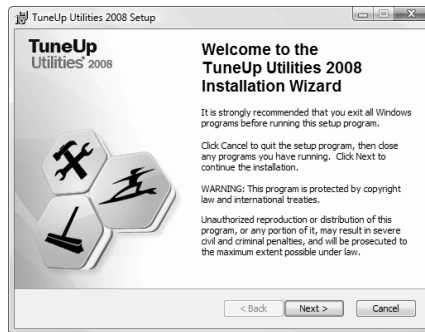 TuneUp Utilities 2008 Setup
TuneUp
Utilities 2008
Welcome to the
TuneUp Utilities 2008
Installation Wizard
It is strongly recommended that you exit all Windows
programs before running this setup program.
Click Cancel to quit the setup program, then close
any programs you have running. Click Next to
continue the installation.
WARNING: This program is protected by copyright
law and international treaties.
Unauthorized reproduction or distribution of this
program, or any portion of it, may result in severe
civil and criminal penalties, and will be prosecuted to
the maximum extent possible under law.
< Back Next > Cancel